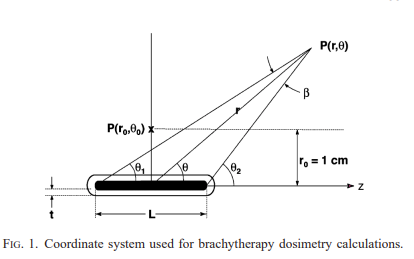 P(r,θ)
β
r
P(r₀,θ₀)
θ₁
θ
θ₂
r₀ = 1 cm
z
t
L
FIG. 1. Coordinate system used for brachytherapy dosimetry calculations.